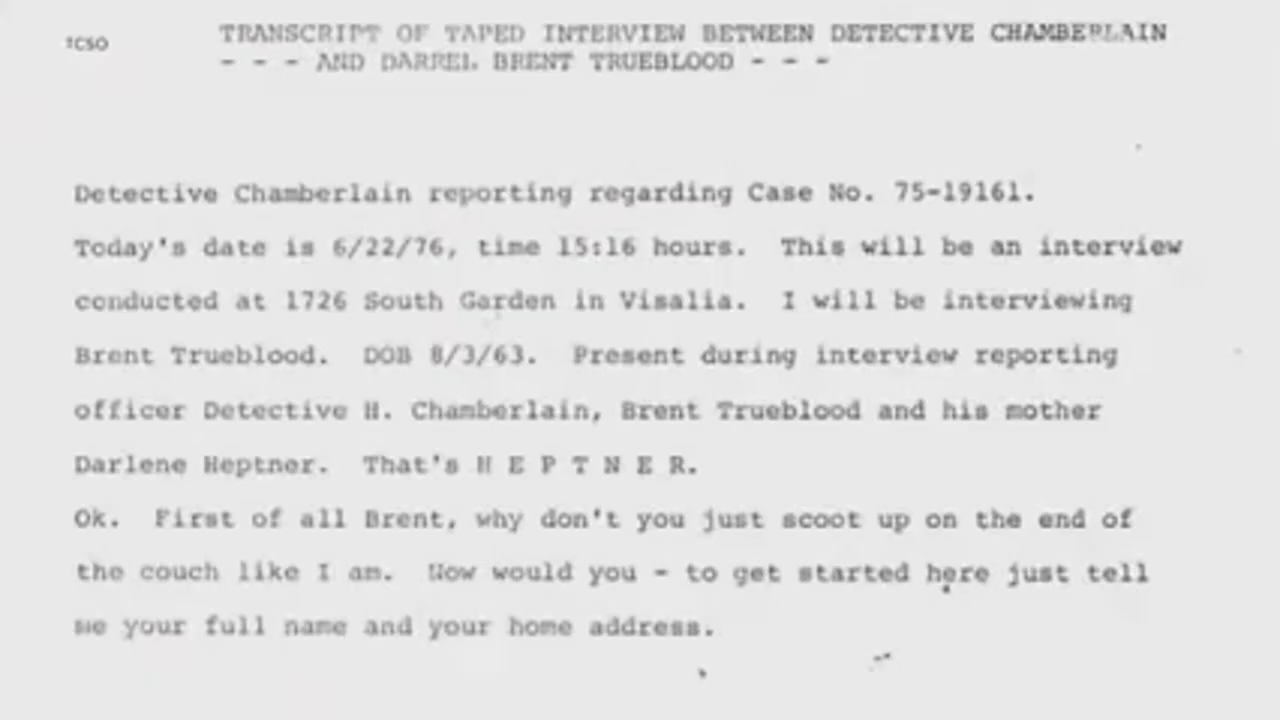 TCSO
TRANSCRIPT OF TAPED INTERVIEW BETWEEN DETECTIVE CHAMBERLAIN
- - - AND DARREL BRENT TRUEBLOOD - - -
Detective Chamberlain reporting regarding Case No. 75-19161.
Today's date is 6/22/76, time 15:16 hours. This will be an interview
conducted at 1726 South Garden in Visalia. I will be interviewing
Brent Trueblood. DOB 8/3/63. Present during interview reporting
officer Detective H. Chamberlain, Brent Trueblood and his mother
Darlene Heptner. That's H E P T N E R.
Ok. First of all Brent, why don't you just scoot up on the end of
the couch like I am. Now would you - to get started here just tell
me your full name and your home address.